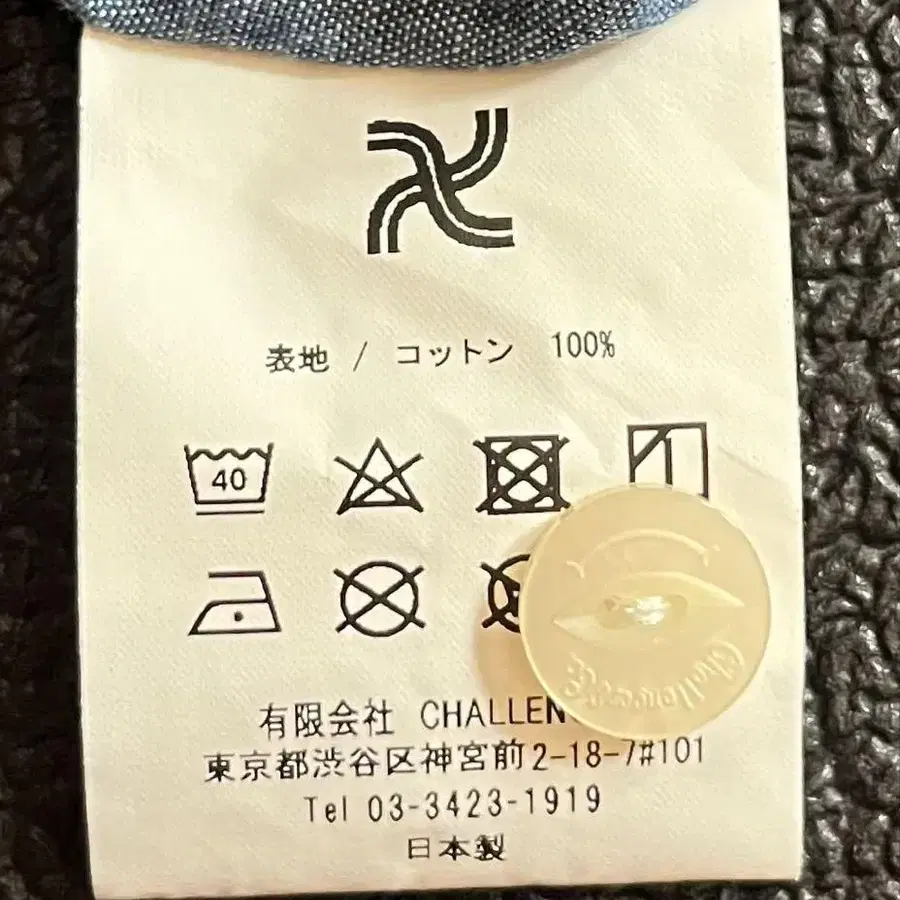 表地 / コットン 100%
40
有限会社 CHALLEN
東京都渋谷区神宮前2-18-7#101
Tel 03-3423-1919
日本製
Challenger